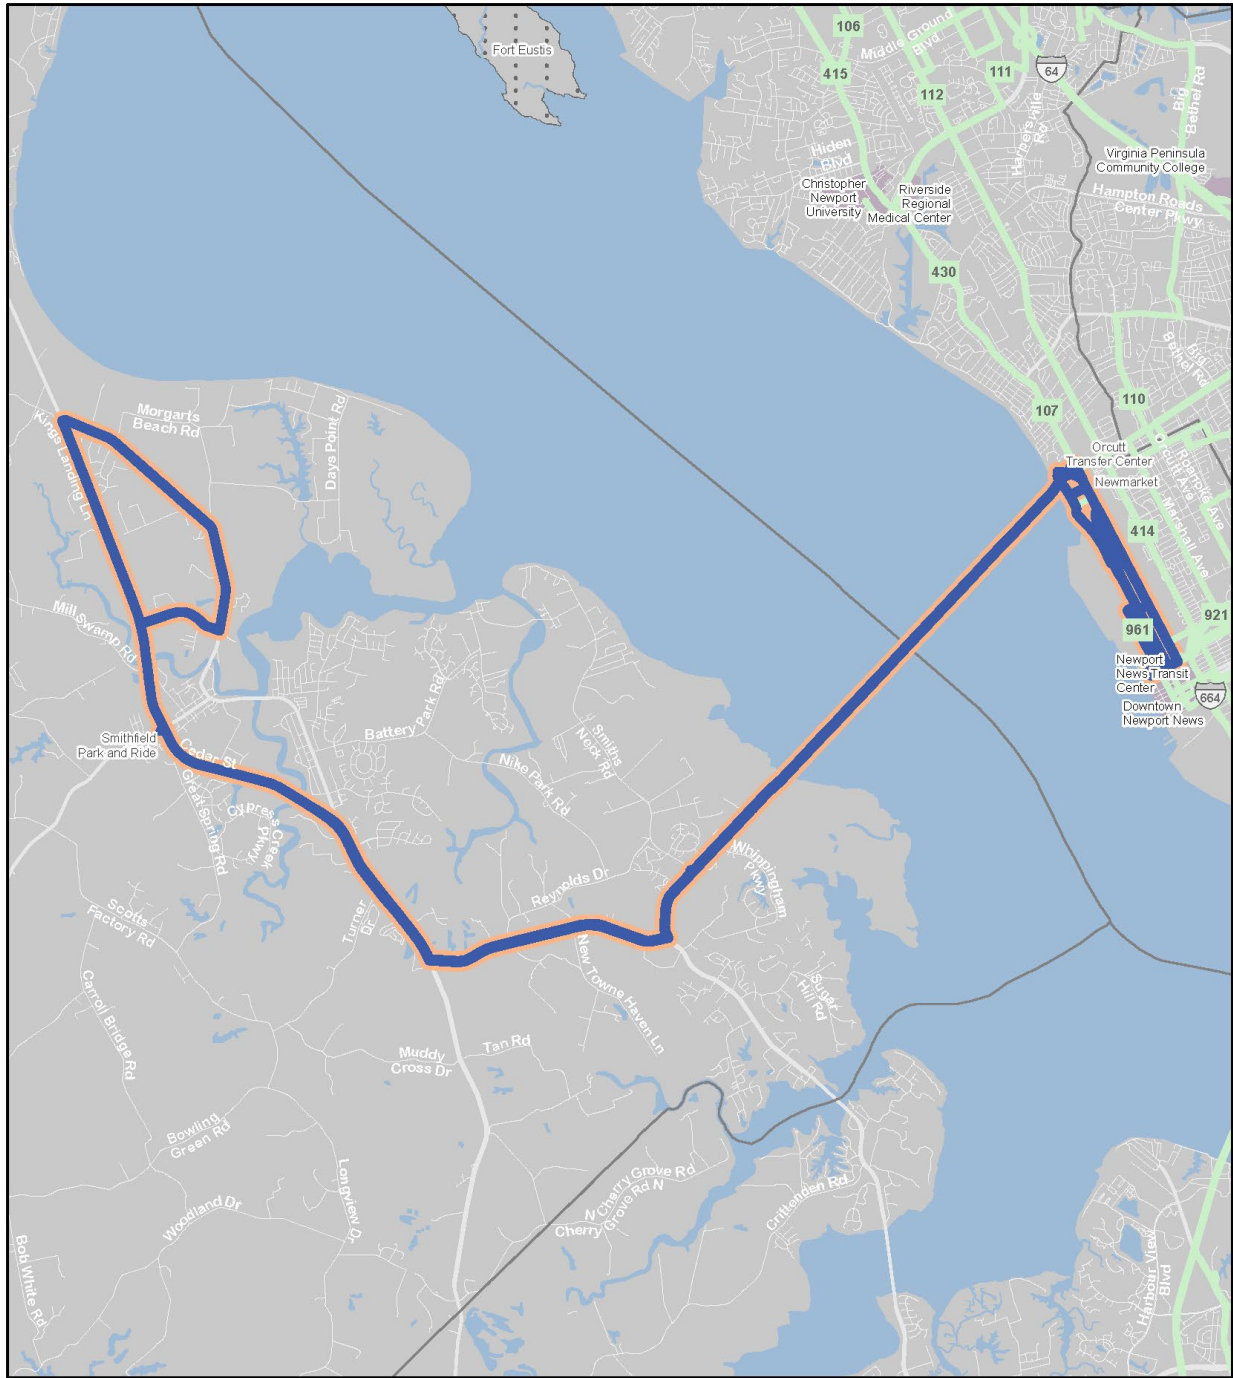 Fort Eustis
106
Middle Ground
Blvd
415
111
64
112
Big
Bethel Rd
Harpersville
Rd
Hiden
Blvd
Virginia Peninsula
Community College
Christopher
Newport
University
Riverside
Regional
Medical Center
Hampton Roads
Center Pkwy
430
Big
Bethel Rd
110
107
Kings Landing Ln
Morgarts
Beach Rd
Days Point Rd
Orcutt
Transfer Center
Newmarket
Orcutt Ave
Roanoke Ave
Marshall Ave
414
Mill Swamp Rd
961
921
Newport
News Transit
Center
664
Downtown
Newport News
Battery Park Rd
Smiths
Neck Rd
Smithfield
Park and Ride
Cedar St
Nike Park Rd
Great Spring Rd
Cypress Creek
Pkwy
Whippingham
Pkwy
Reynolds Dr
Scotts
Factory Rd
Turner
Dr
New Towne Haven Ln
Sugar
Hill Rd
Carroll Bridge Rd
Muddy
Cross Dr
Tan Rd
Bowling
Green Rd
Longview Dr
N Cherry Grove Rd
Cherry Grove Rd N
Crittenden Rd
Woodland Dr
Bob White Rd
Harbour View
Blvd